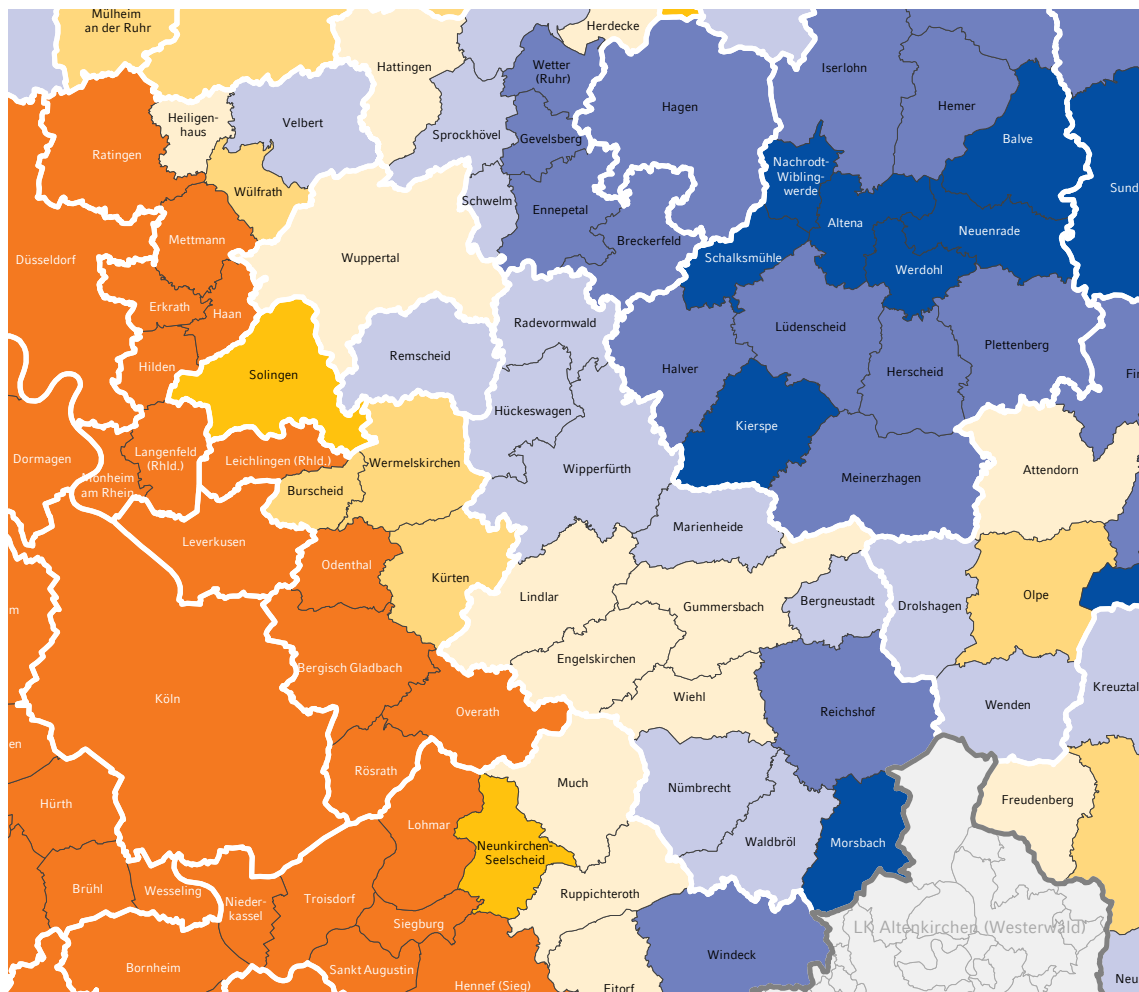 Mülheim
an der Ruhr
Herdecke
Hattingen
Wetter
(Ruhr)
Iserlohn
Hagen
Hemer
Heiligen-
haus
Velbert
Sprockhövel
Gevelsberg
Balve
Ratingen
Nachrodt-
Wibling-
werde
Sund
Wülfrath
Schwelm
Ennepetal
Altena
Neuenrade
Mettmann
Breckerfeld
Düsseldorf
Wuppertal
Schalksmühle
Werdohl
Erkrath
Haan
Radevormwald
Lüdenscheid
Plettenberg
Remscheid
Hilden
Solingen
Halver
Herscheid
Fir
Hückeswagen
Kierspe
Dormagen
Langenfeld
(Rhld.)
Leichlingen (Rhld.)
Wermelskirchen
Wipperfürth
Attendorn
Monheim
am Rhein
Burscheid
Meinerzhagen
Marienheide
Leverkusen
Odenthal
Kürten
Lindlar
Gummersbach
Bergneustadt
Drolshagen
Olpe
m
Engelskirchen
Bergisch Gladbach
Köln
Wiehl
Kreuztal
Overath
Reichshof
Wenden
en
Rösrath
Much
Nümbrecht
Hürth
Freudenberg
Lohmar
Neunkirchen-
Seelscheid
Waldbröl
Morsbach
Brühl
Wesseling
Nieder-
kassel
Troisdorf
Ruppichteroth
Siegburg
LK Altenkirchen (Westerwald)
Windeck
Bornheim
Sankt Augustin
Hennef (Sieg)
Eitorf
Neu